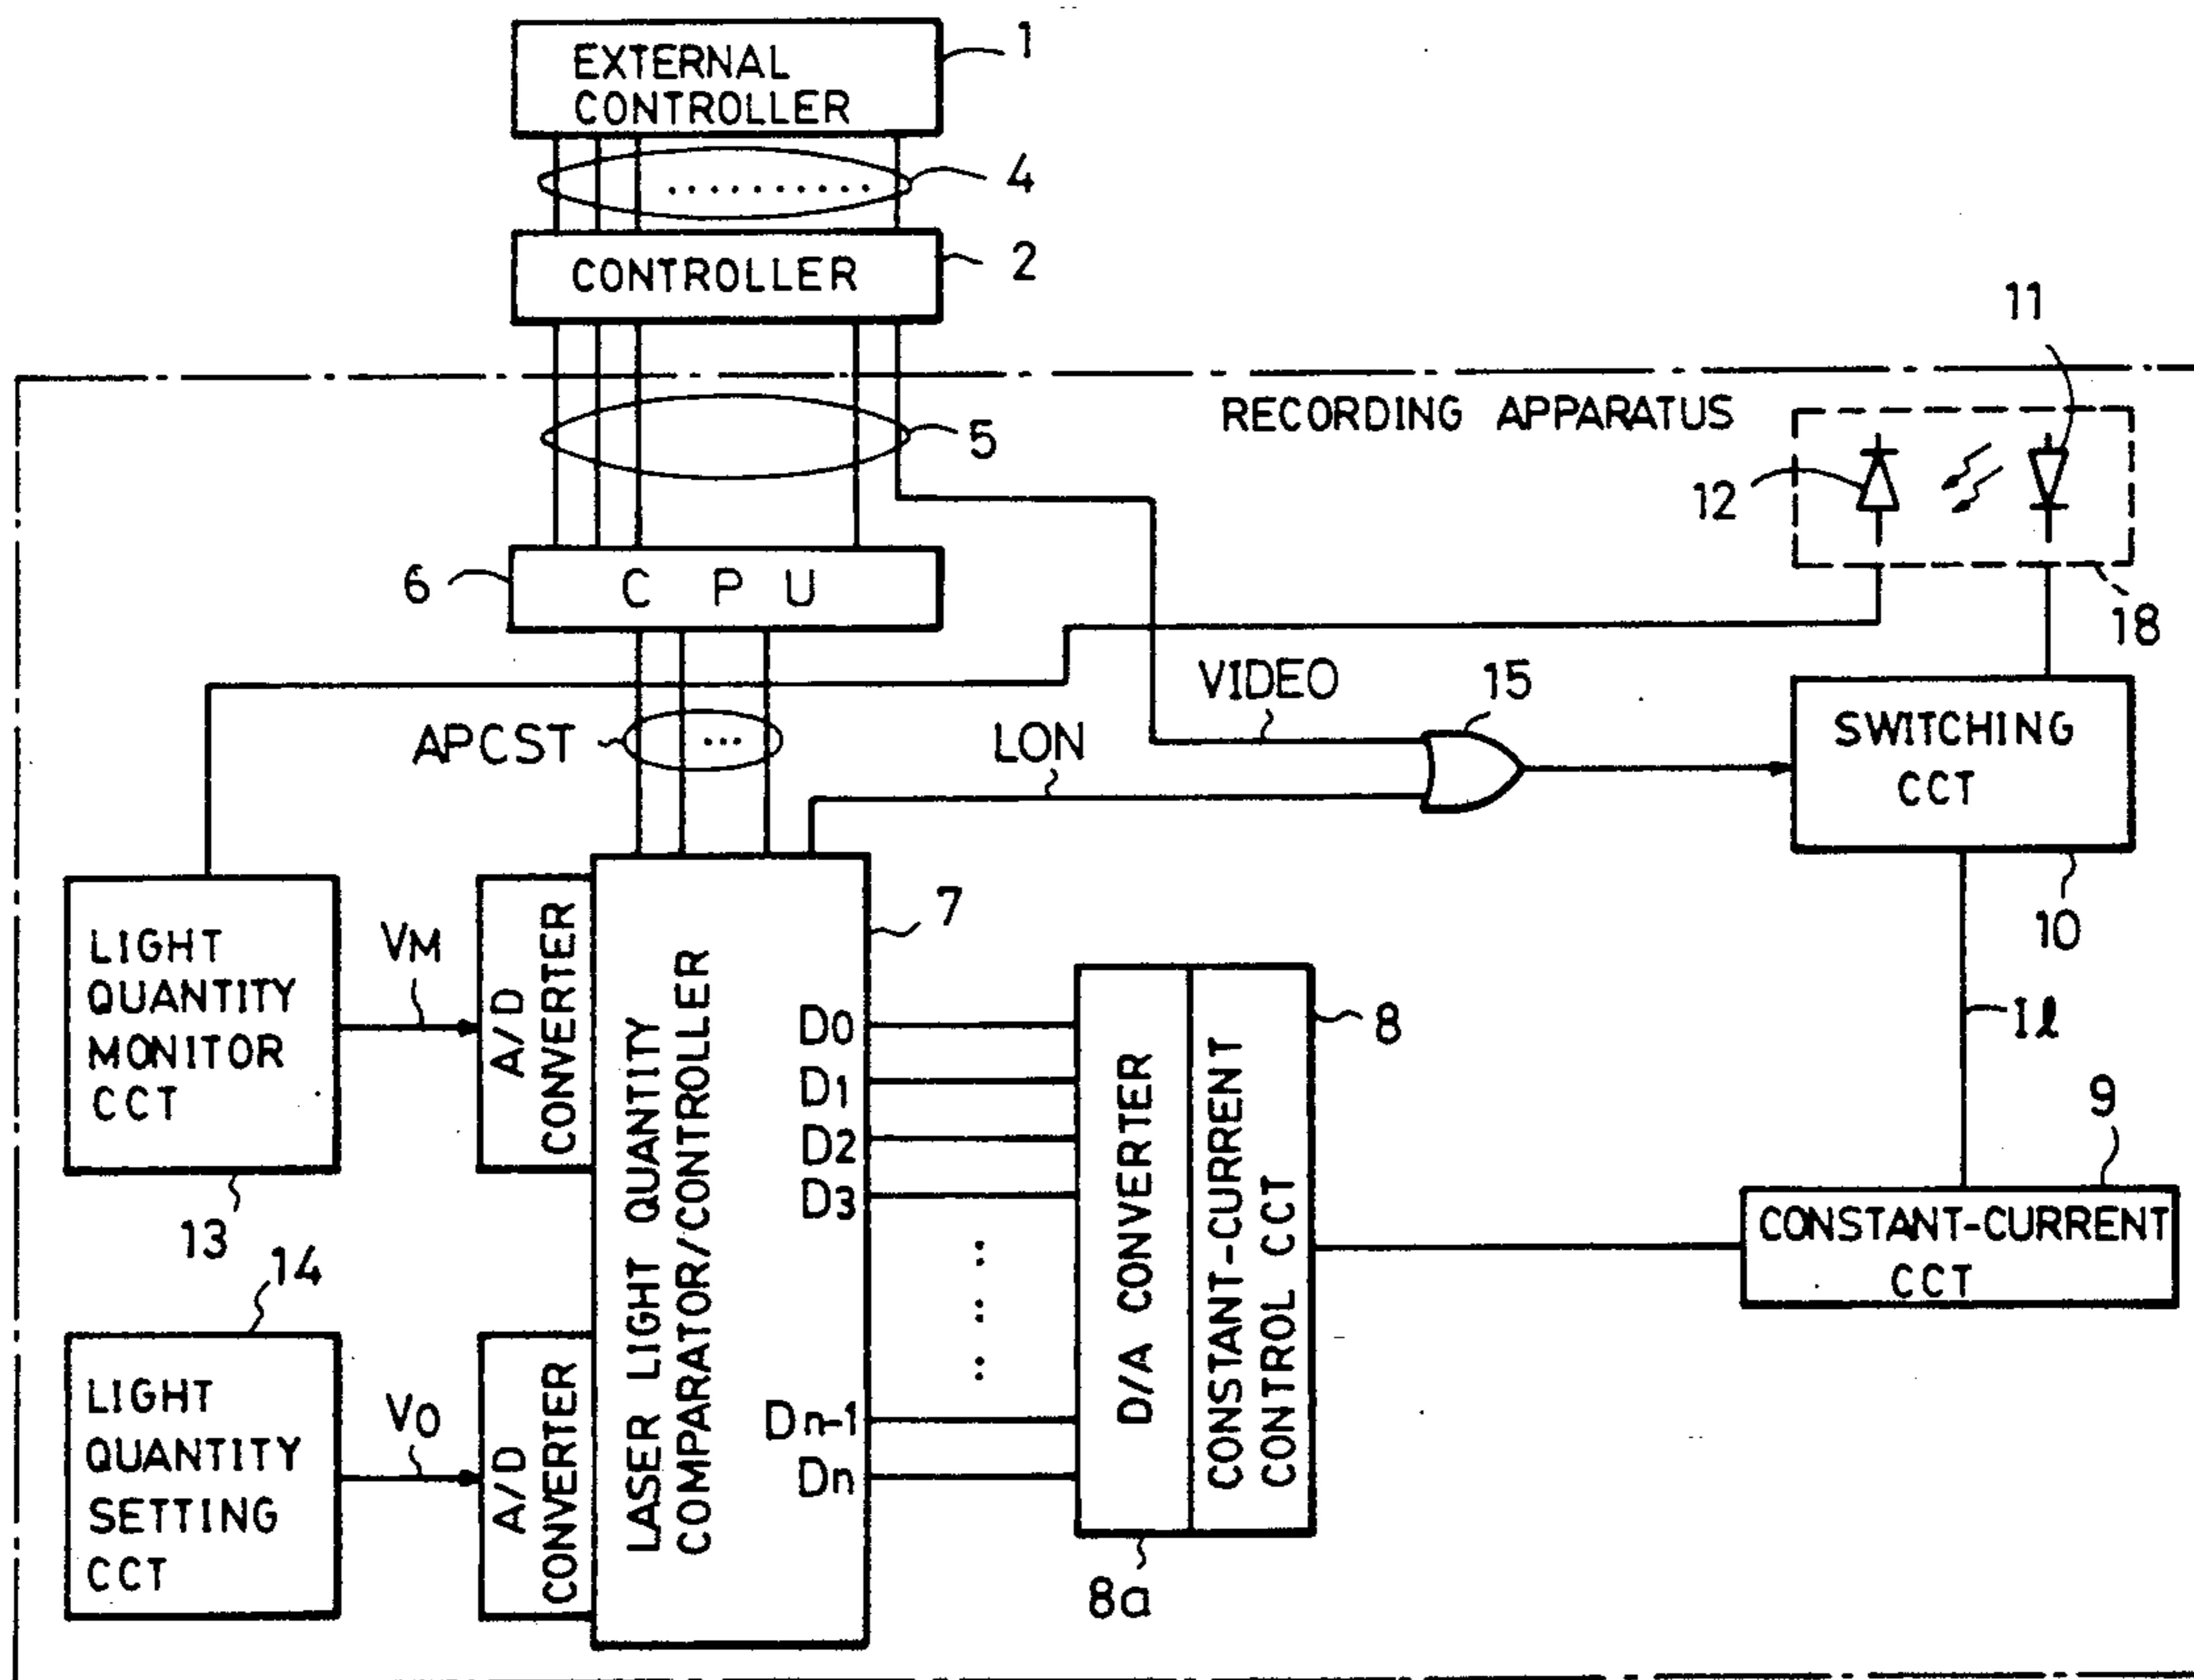 EXTERNAL
CONTROLLER
1
4
CONTROLLER
2
11
RECORDING APPARATUS
5
12
6
C P U
18
VIDEO
15
APCST
LON
SWITCHING
CCT
10
7
LIGHT
QUANTITY
MONITOR
CCT
VM
A/D
CONVERTER
LASER LIGHT QUANTITY
COMPARATOR/CONTROLLER
D0
D1
D2
D3
Dn-1
Dn
D/A CONVERTER
CONSTANT-CURRENT
CONTROL CCT
8
Il
9
CONSTANT-CURRENT
CCT
13
14
LIGHT
QUANTITY
SETTING
CCT
VO
A/D
CONVERTER
8a